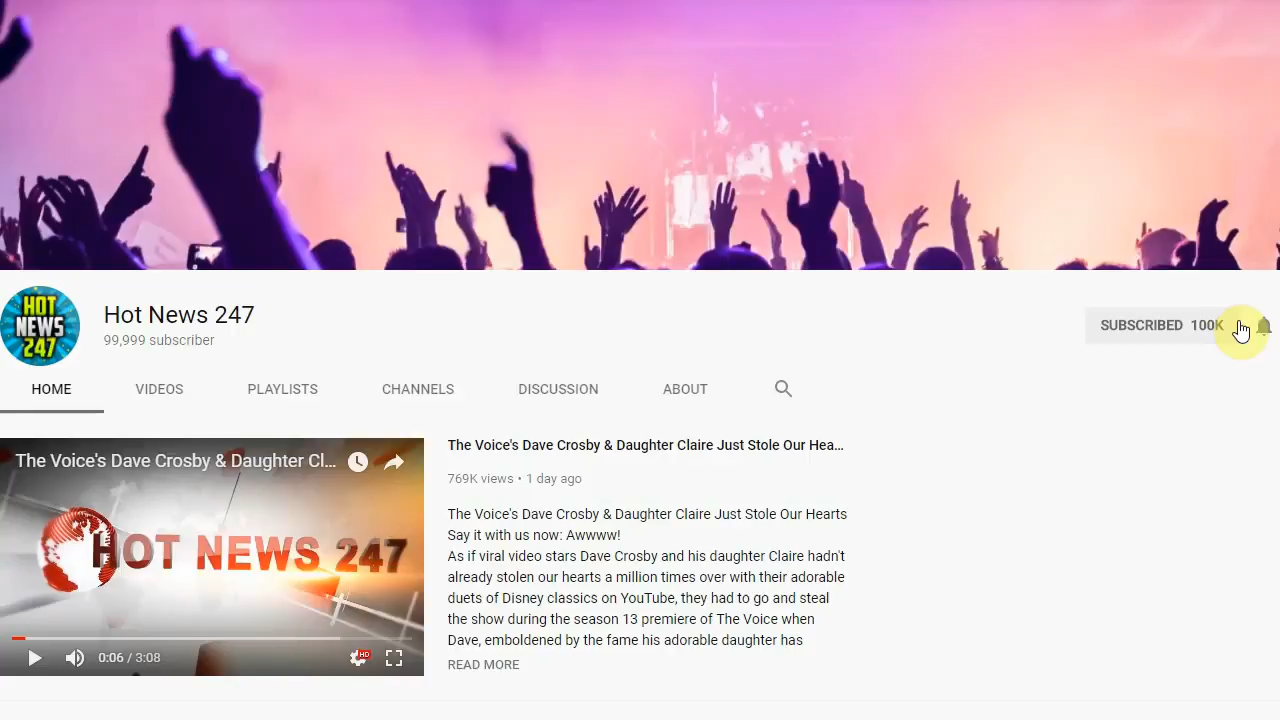 HOT
NEWS
247
Hot News 247
99,999 subscriber
SUBSCRIBED 100K
HOME VIDEOS PLAYLISTS CHANNELS DISCUSSION ABOUT
The Voice's Dave Crosby & Daughter Cl...
HOT NEWS 247
0:06 / 3:08
HD
The Voice's Dave Crosby & Daughter Claire Just Stole Our Hea...
769K views • 1 day ago
The Voice's Dave Crosby & Daughter Claire Just Stole Our Hearts
Say it with us now: Awwww!
As if viral video stars Dave Crosby and his daughter Claire hadn't
already stolen our hearts a million times over with their adorable
duets of Disney classics on YouTube, they had to go and steal
the show during the season 13 premiere of The Voice when
Dave, emboldened by the fame his adorable daughter has
READ MORE